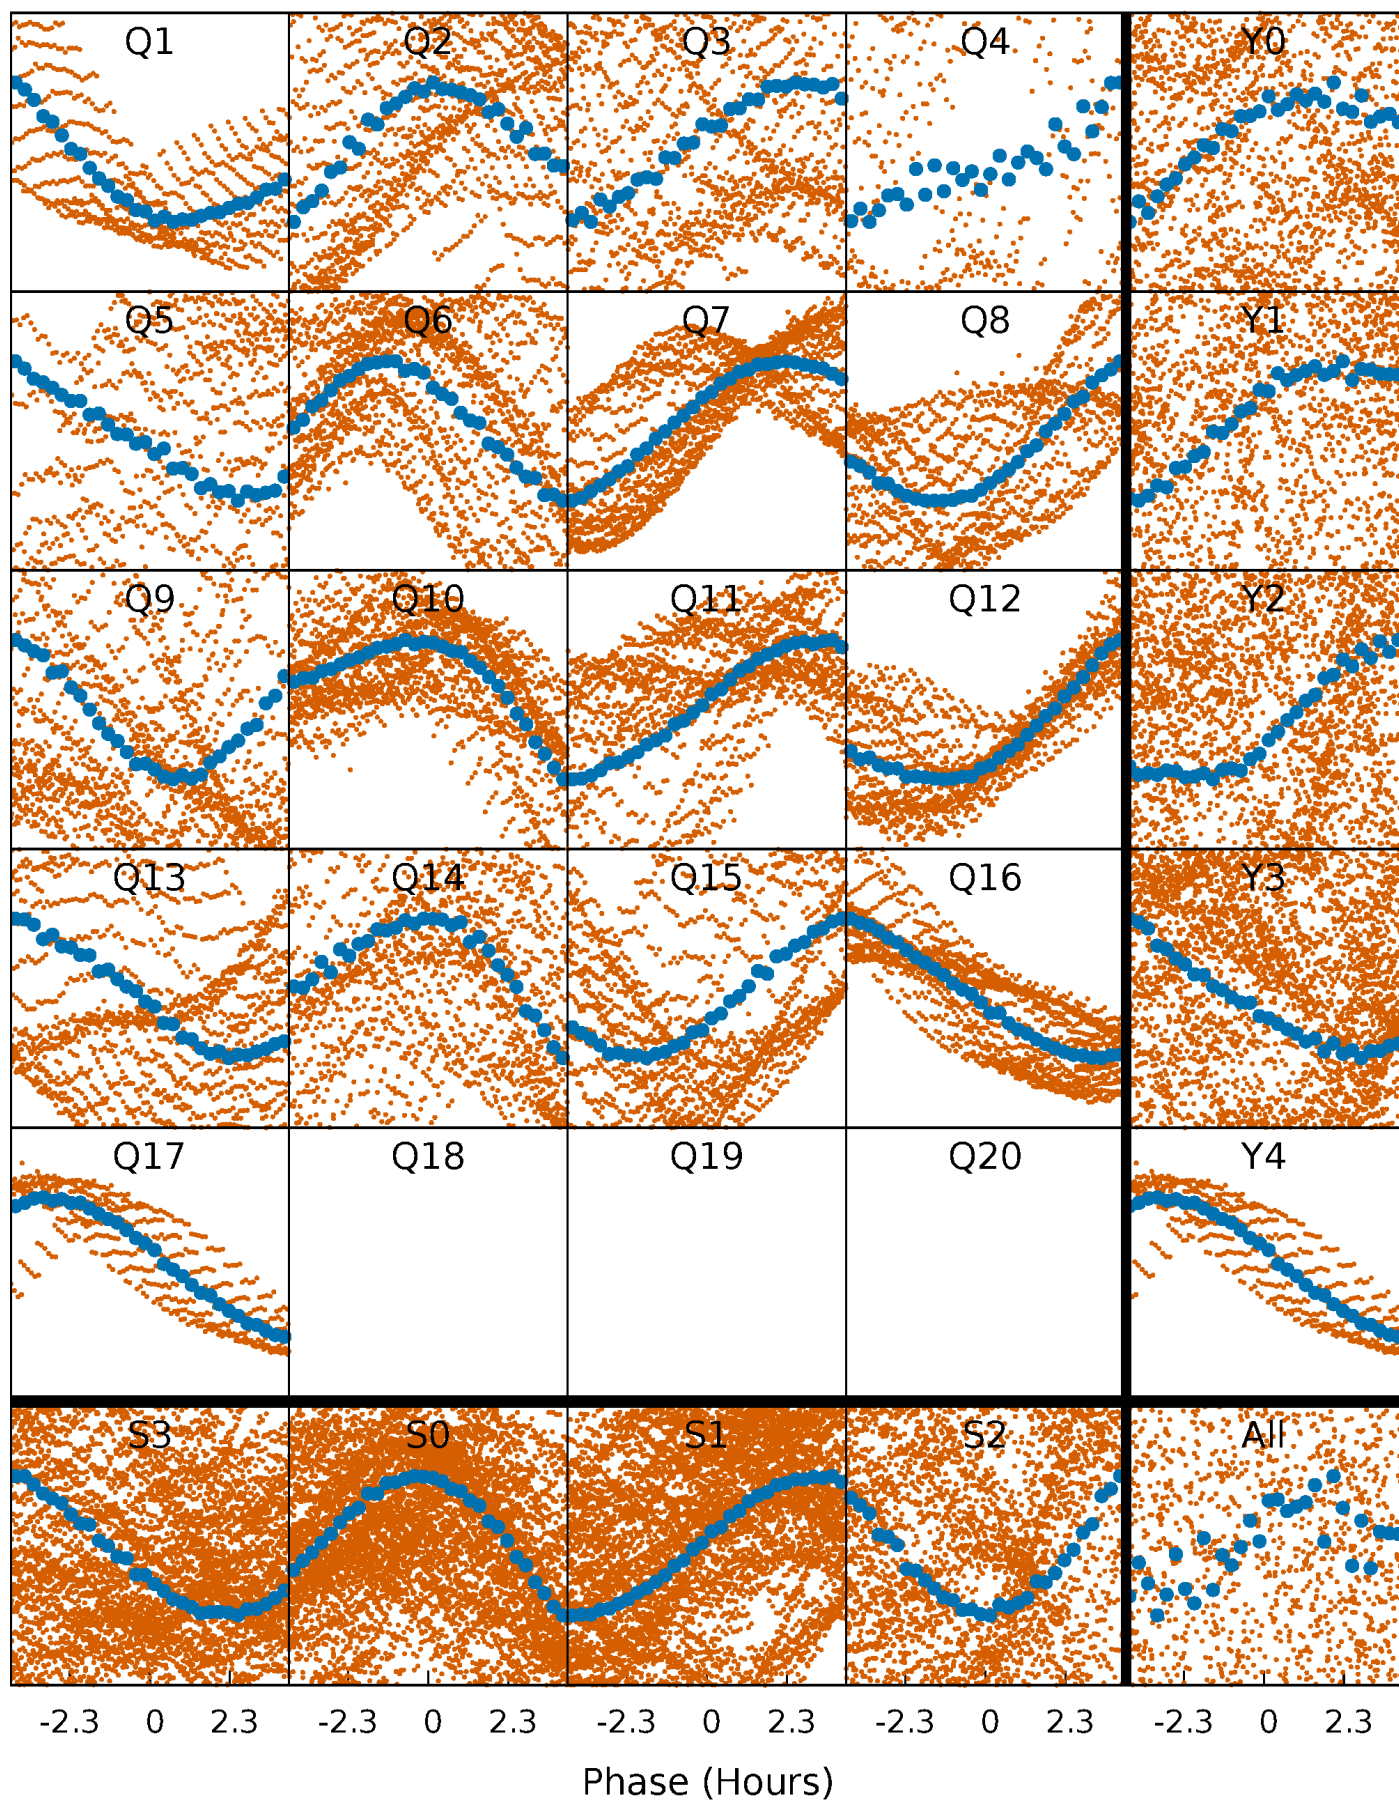 Q1 Q2 Q3 Q4 Y0
Q5 Q6 Q7 Q8 Y1
Q9 Q10 Q11 Q12 Y2
Q13 Q14 Q15 Q16 Y3
Q17 Q18 Q19 Q20 Y4
S3 S0 S1 S2 All
-2.3 0 2.3 -2.3 0 2.3 -2.3 0 2.3 -2.3 0 2.3 -2.3 0 2.3
Phase (Hours)